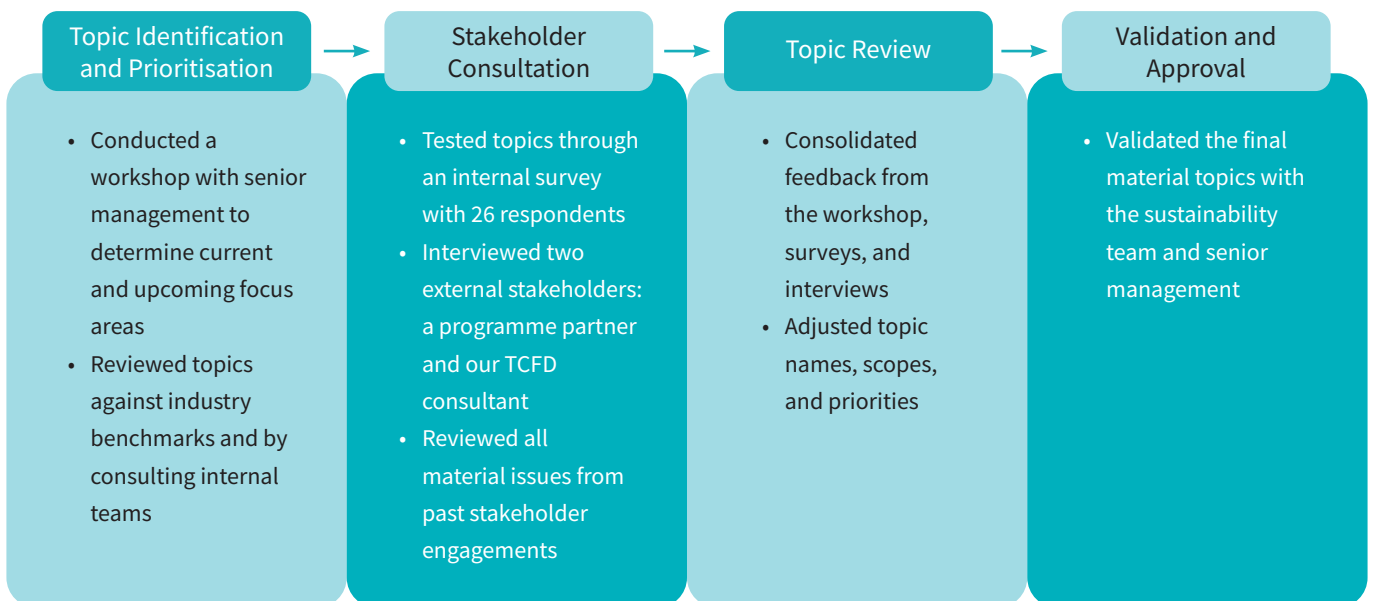 Topic Identification
and Prioritisation
• Conducted a
workshop with senior
management to
determine current
and upcoming focus
areas
• Reviewed topics
against industry
benchmarks and by
consulting internal
teams
Stakeholder
Consultation
• Tested topics through
an internal survey
with 26 respondents
• Interviewed two
external stakeholders:
a programme partner
and our TCFD
consultant
• Reviewed all
material issues from
past stakeholder
engagements
Topic Review
• Consolidated
feedback from
the workshop,
surveys, and
interviews
• Adjusted topic
names, scopes,
and priorities
Validation and
Approval
• Validated the final
material topics with
the sustainability
team and senior
management